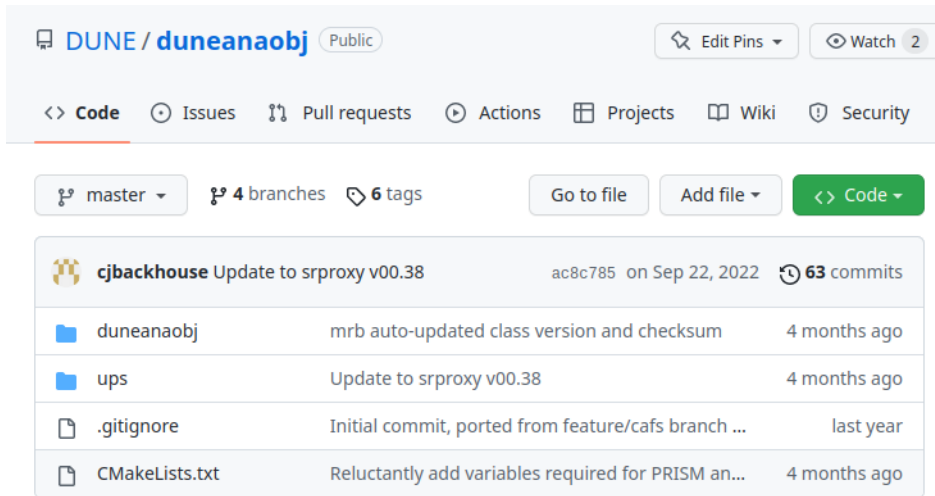 DUNE / duneanaobj Public Edit Pins Watch 2
Code Issues Pull requests Actions Projects Wiki Security
master 4 branches 6 tags Go to file Add file Code
cjbackhouse Update to srproxy v00.38 ac8c785 on Sep 22, 2022 63 commits
duneanaobj mrb auto-updated class version and checksum 4 months ago
ups Update to srproxy v00.38 4 months ago
.gitignore Initial commit, ported from feature/cafs branch ... last year
CMakeLists.txt Reluctantly add variables required for PRISM an... 4 months ago